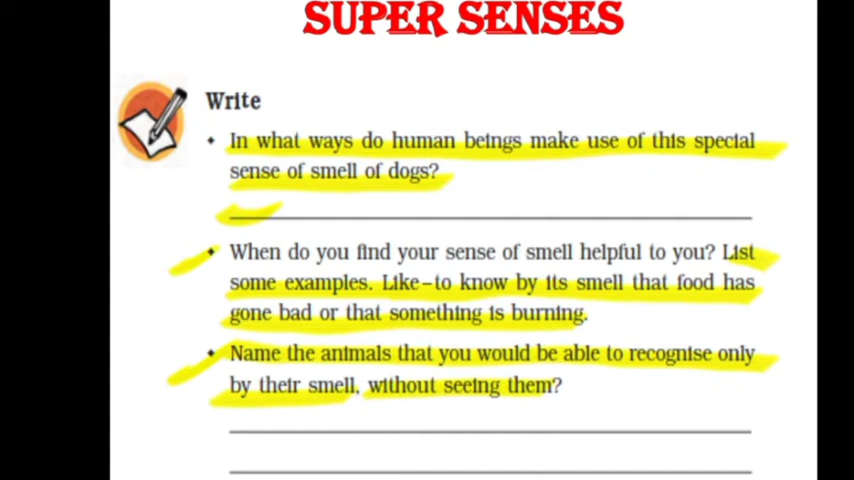 SUPER SENSES
Write
• In what ways do human beings make use of this special
sense of smell of dogs?
• When do you find your sense of smell helpful to you? List
some examples. Like–to know by its smell that food has
gone bad or that something is burning.
• Name the animals that you would be able to recognise only
by their smell, without seeing them?